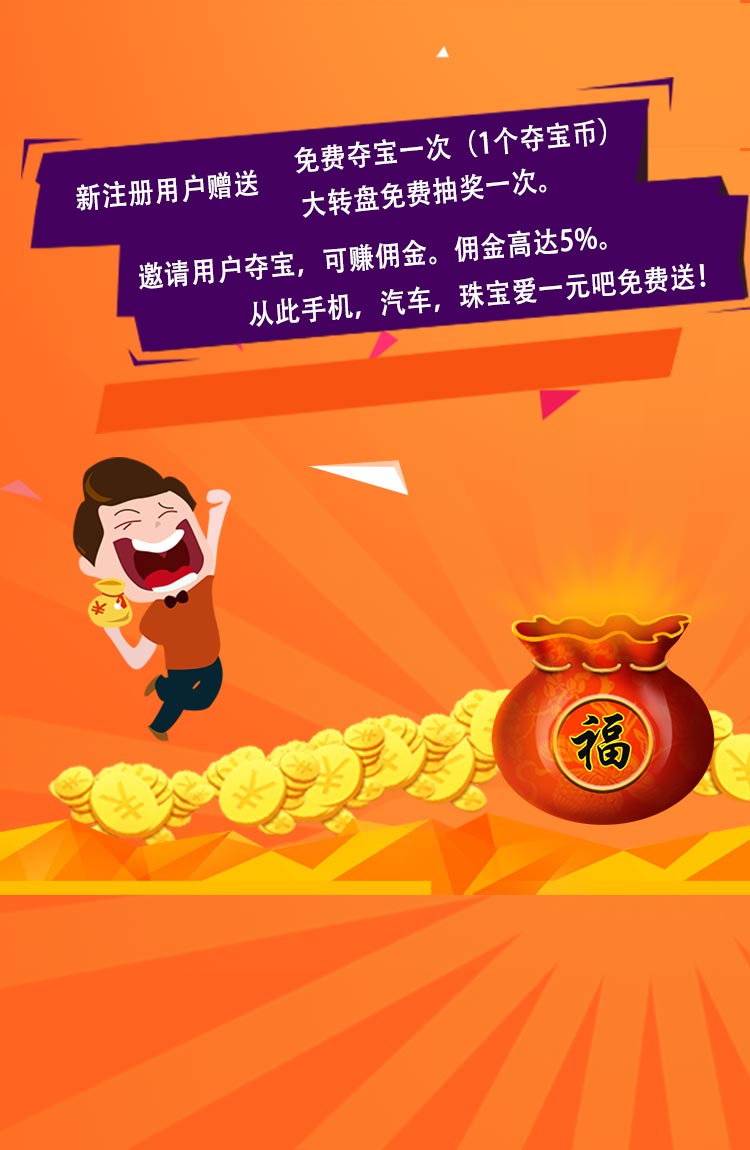 新注册用户赠送
免费夺宝一次（1个夺宝币）
大转盘免费抽奖一次。
邀请用户夺宝，可赚佣金。佣金高达5%。
从此手机，汽车，珠宝爱一元吧免费送！
福